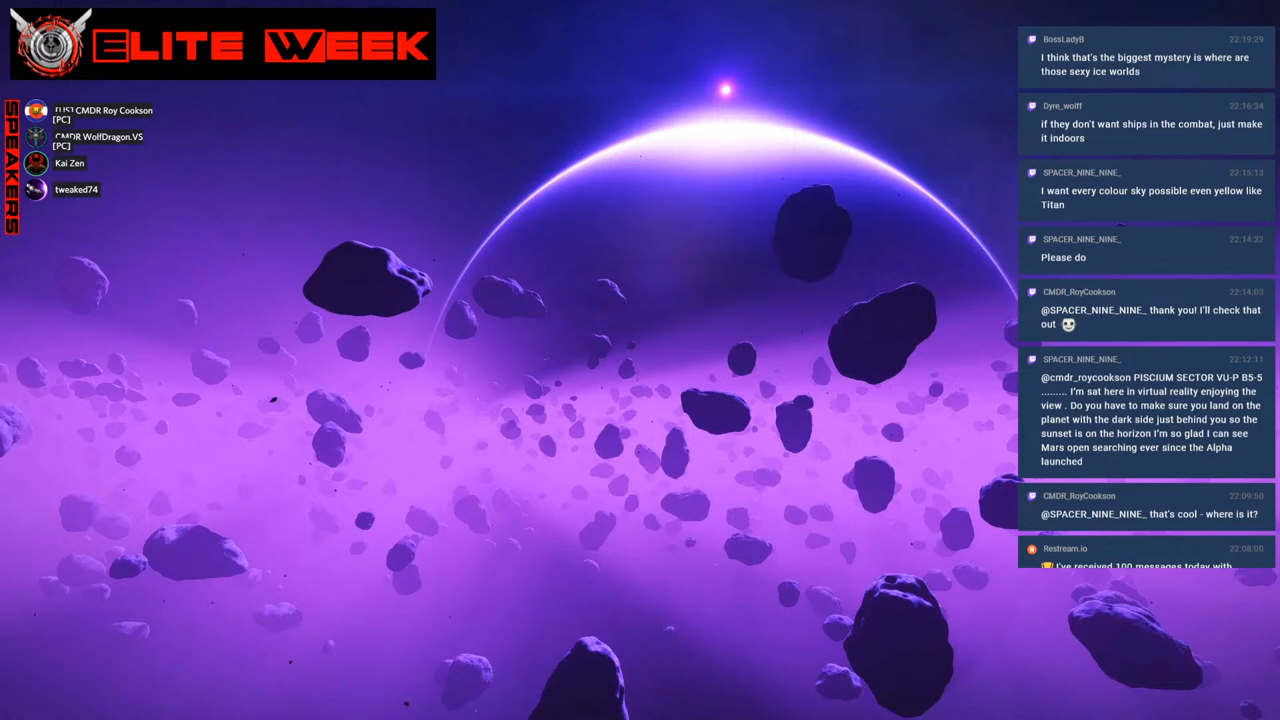 ELITE WEEK
SPEAKERS
[US] CMDR Roy Cookson
[PC]
CMDR WolfDragon.VS
[PC]
Kai Zen
tweaked74
BossLadyB 22:19:29
I think that's the biggest mystery is where are
those sexy ice worlds
Dyre_wolff 22:16:34
if they don't want ships in the combat, just make
it indoors
SPACER_NINE_NINE_ 22:15:13
I want every colour sky possible even yellow like
Titan
SPACER_NINE_NINE_ 22:14:32
Please do
CMDR_RoyCookson 22:14:03
@SPACER_NINE_NINE_ thank you! I'll check that
out
SPACER_NINE_NINE_ 22:12:11
@cmdr_roycookson PISCIUM SECTOR VU-P B5-5
......... I'm sat here in virtual reality enjoying the
view . Do you have to make sure you land on the
planet with the dark side just behind you so the
sunset is on the horizon I'm so glad I can see
Mars open searching ever since the Alpha
launched
CMDR_RoyCookson 22:09:50
@SPACER_NINE_NINE_ that's cool - where is it?
Restream.io 22:08:00
I've received 100 messages today with